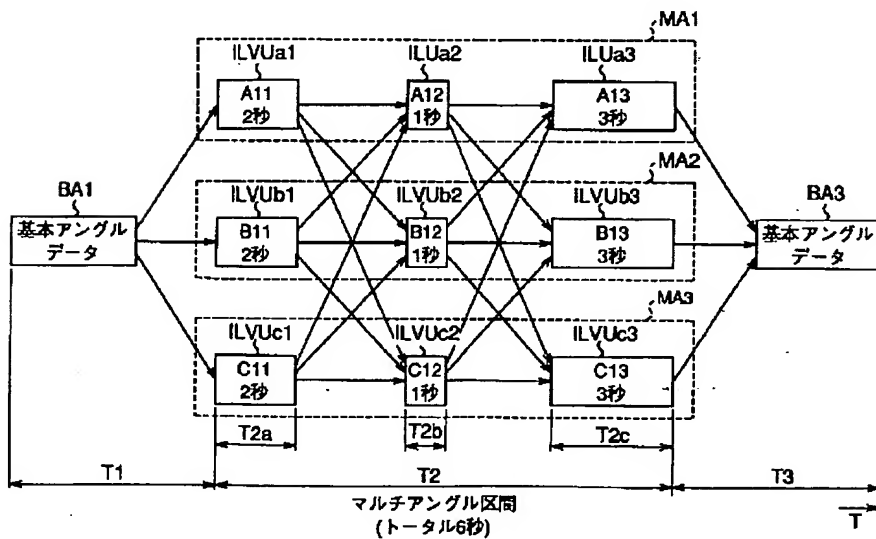 MA1
ILVUa1
ILUa2
ILUa3
A11
2秒
A12
1秒
A13
3秒
MA2
BA1
ILVUb1
ILVUb2
ILVUb3
BA3
基本アングル
データ
B11
2秒
B12
1秒
B13
3秒
基本アングル
データ
MA3
ILVUc1
ILVUc2
ILVUc3
C11
2秒
C12
1秒
C13
3秒
T2a
T2b
T2c
T1
T2
T3
マルチアングル区間
(トータル6秒)
T